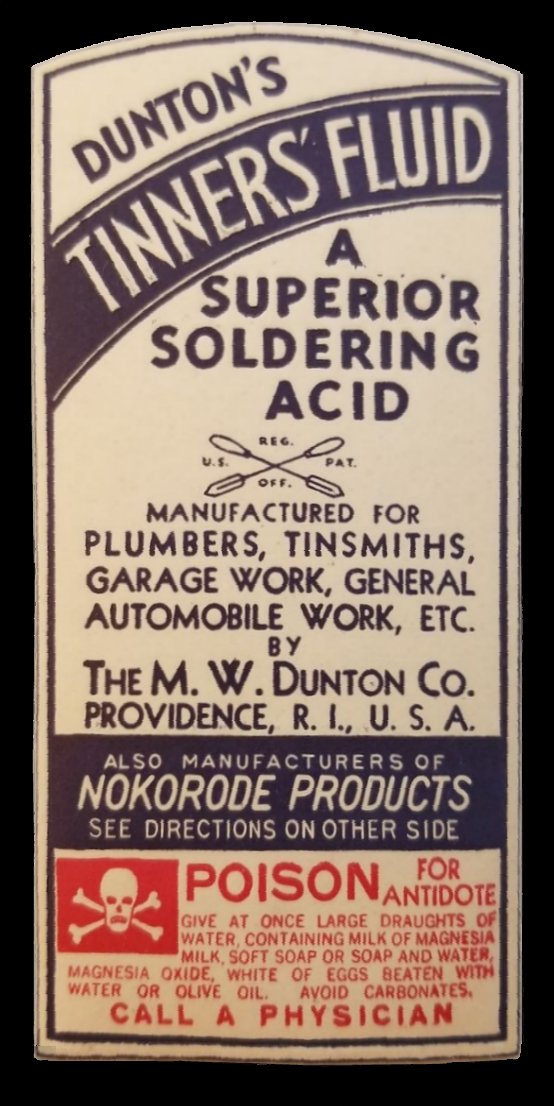 DUNTON'S
TINNERS' FLUID
A
SUPERIOR
SOLDERING
ACID
REG.
U.S. PAT.
OFF.
MANUFACTURED FOR
PLUMBERS, TINSMITHS,
GARAGE WORK, GENERAL
AUTOMOBILE WORK, ETC.
BY
THE M. W. DUNTON CO.
PROVIDENCE, R. I., U. S. A.
ALSO MANUFACTURERS OF
NOKORODE PRODUCTS
SEE DIRECTIONS ON OTHER SIDE
POISON FOR
ANTIDOTE
GIVE AT ONCE LARGE DRAUGHTS OF
WATER, CONTAINING MILK OF MAGNESIA
MILK, SOFT SOAP OR SOAP AND WATER,
MAGNESIA OXIDE, WHITE OF EGGS BEATEN WITH
WATER OR OLIVE OIL. AVOID CARBONATES.
CALL A PHYSICIAN